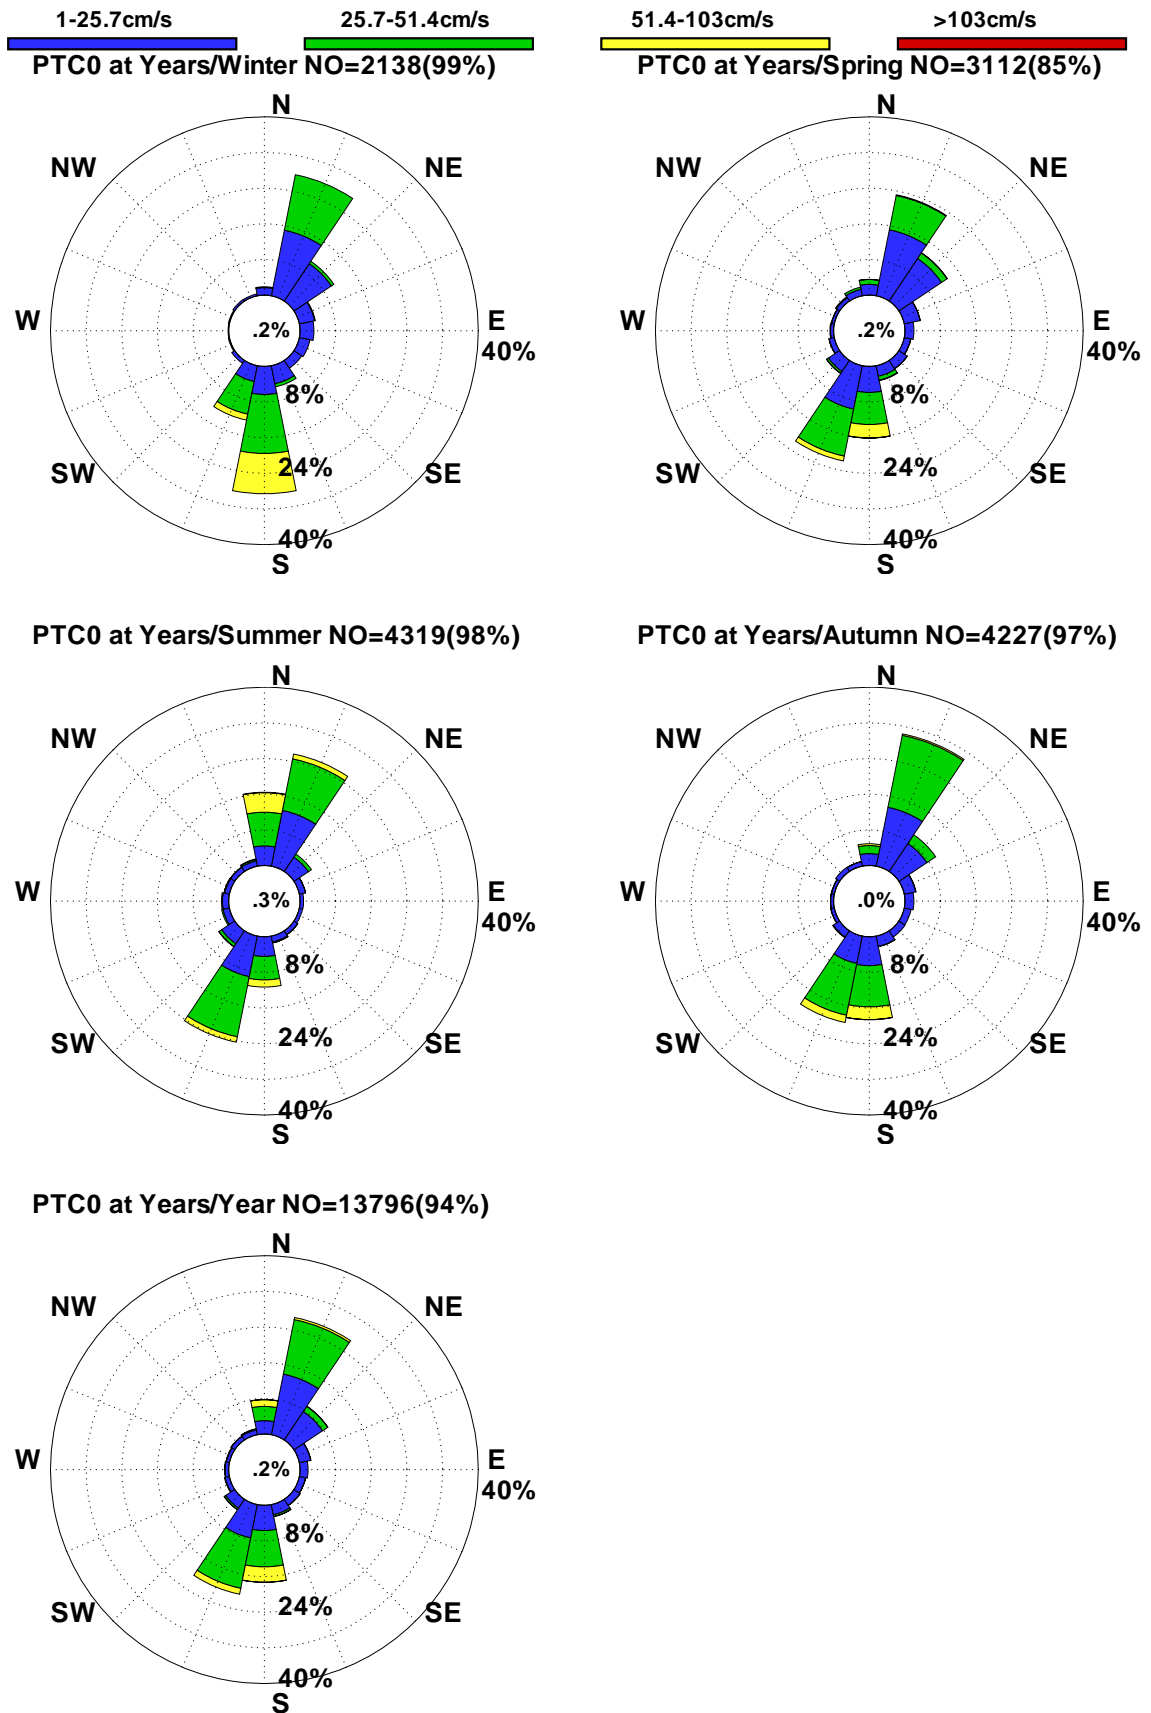 1-25.7cm/s 25.7-51.4cm/s 51.4-103cm/s >103cm/s
PTC0 at Years/Winter NO=2138(99%) PTC0 at Years/Spring NO=3112(85%)
N N
NW NE NW NE
W .2% E W .2% E
40% 40%
8% 8%
SW 24% SE SW 24% SE
40% 40%
S S
PTC0 at Years/Summer NO=4319(98%) PTC0 at Years/Autumn NO=4227(97%)
N N
NW NE NW NE
W .3% E W .0% E
40% 40%
8% 8%
SW 24% SE SW 24% SE
40% 40%
S S
PTC0 at Years/Year NO=13796(94%)
N
NW NE
W .2% E
40%
8%
SW 24% SE
40%
S